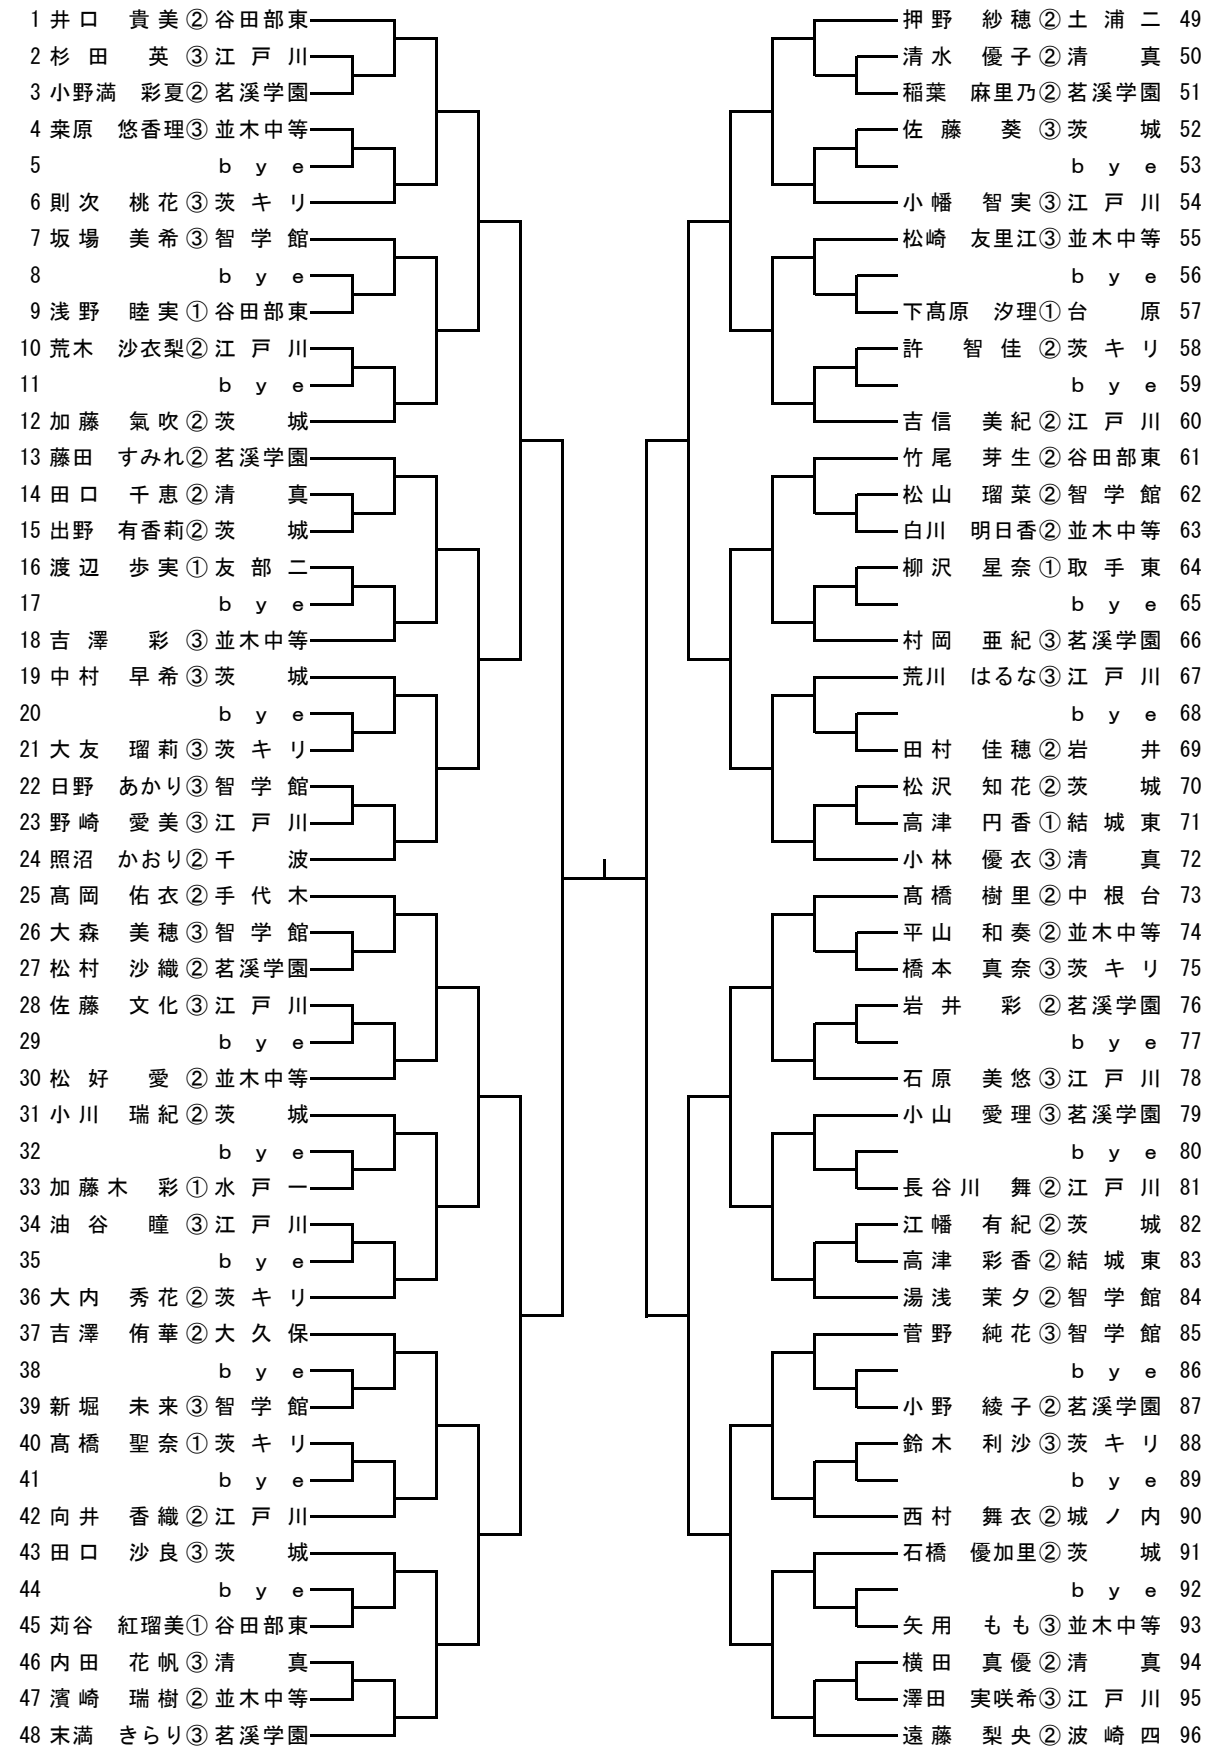 1 井口 貴美② 谷田部東
2 杉田 英③ 江戸川
3 小野満 彩夏② 茗溪学園
4 桒原 悠香理③ 並木中等
5 bye
6 則次 桃花③ 茨キリ
7 坂場 美希③ 智学館
8 bye
9 浅野 睦実① 谷田部東
10 荒木 沙衣梨② 江戸川
11 bye
12 加藤 氣吹② 茨城
13 藤田 すみれ② 茗溪学園
14 田口 千恵② 清真
15 出野 有香莉② 茨城
16 渡辺 歩実① 友部二
17 bye
18 吉澤 彩③ 並木中等
19 中村 早希③ 茨城
20 bye
21 大友 瑠莉③ 茨キリ
22 日野 あかり③ 智学館
23 野崎 愛美③ 江戸川
24 照沼 かおり② 千波
25 髙岡 佑衣② 手代木
26 大森 美穂③ 智学館
27 松村 沙織② 茗溪学園
28 佐藤 文化③ 江戸川
29 bye
30 松好 愛② 並木中等
31 小川 瑞紀② 茨城
32 bye
33 加藤木 彩① 水戸一
34 油谷 瞳③ 江戸川
35 bye
36 大内 秀花② 茨キリ
37 吉澤 侑華② 大久保
38 bye
39 新堀 未来③ 智学館
40 髙橋 聖奈① 茨キリ
41 bye
42 向井 香織② 江戸川
43 田口 沙良③ 茨城
44 bye
45 苅谷 紅瑠美① 谷田部東
46 内田 花帆③ 清真
47 濱崎 瑞樹② 並木中等
48 末満 きらり③ 茗溪学園
押野 紗穂② 土浦二 49
清水 優子② 清真 50
稲葉 麻里乃② 茗溪学園 51
佐藤 葵③ 茨城 52
bye 53
小幡 智実③ 江戸川 54
松崎 友里江③ 並木中等 55
bye 56
下髙原 汐理① 台原 57
許 智佳② 茨キリ 58
bye 59
吉信 美紀② 江戸川 60
竹尾 芽生② 谷田部東 61
松山 瑠菜② 智学館 62
白川 明日香② 並木中等 63
柳沢 星奈① 取手東 64
bye 65
村岡 亜紀③ 茗溪学園 66
荒川 はるな③ 江戸川 67
bye 68
田村 佳穂② 岩井 69
松沢 知花② 茨城 70
高津 円香① 結城東 71
小林 優衣③ 清真 72
髙橋 樹里② 中根台 73
平山 和奏② 並木中等 74
橋本 真奈③ 茨キリ 75
岩井 彩② 茗溪学園 76
bye 77
石原 美悠③ 江戸川 78
小山 愛理③ 茗溪学園 79
bye 80
長谷川 舞② 江戸川 81
江幡 有紀② 茨城 82
高津 彩香② 結城東 83
湯浅 茉夕② 智学館 84
菅野 純花③ 智学館 85
bye 86
小野 綾子② 茗溪学園 87
鈴木 利沙③ 茨キリ 88
bye 89
西村 舞衣② 城ノ内 90
石橋 優加里② 茨城 91
bye 92
矢用 もも③ 並木中等 93
横田 真優② 清真 94
澤田 実咲希③ 江戸川 95
遠藤 梨央② 波崎四 96